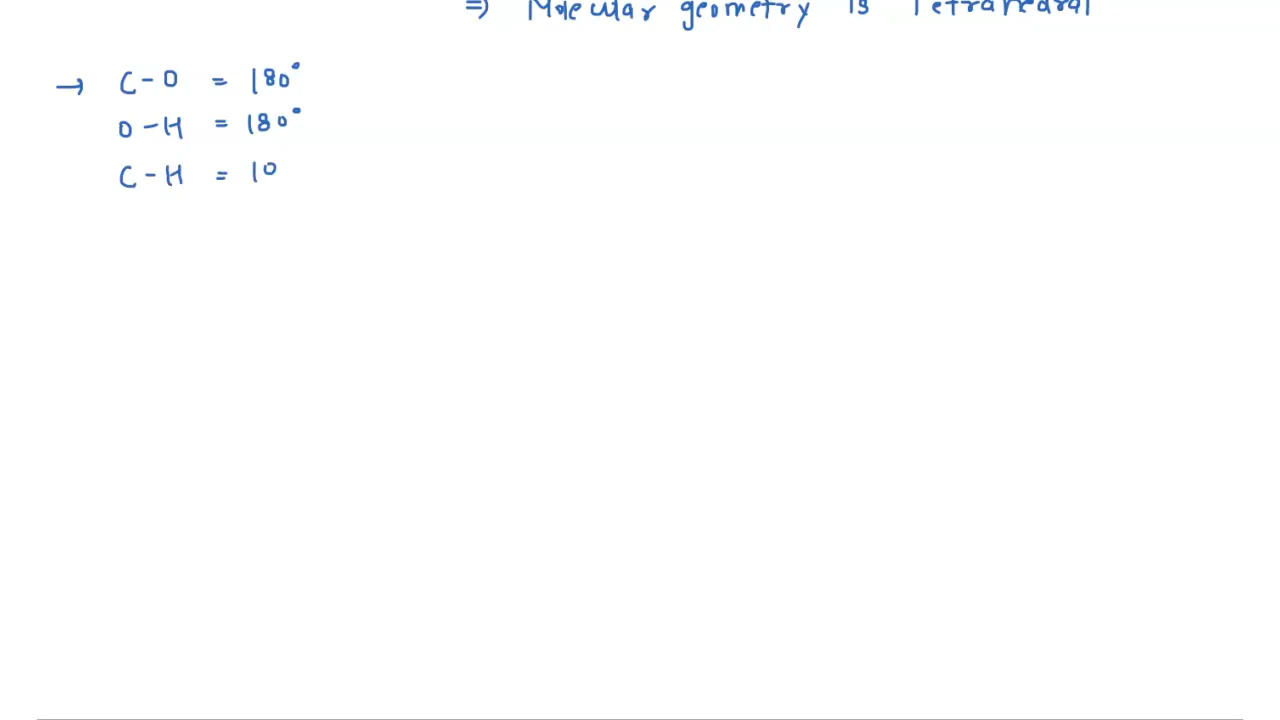 ⇒ Molecular geometry is Tetrahedral
→ C-O = 180°
O-H = 180°
C-H = 10